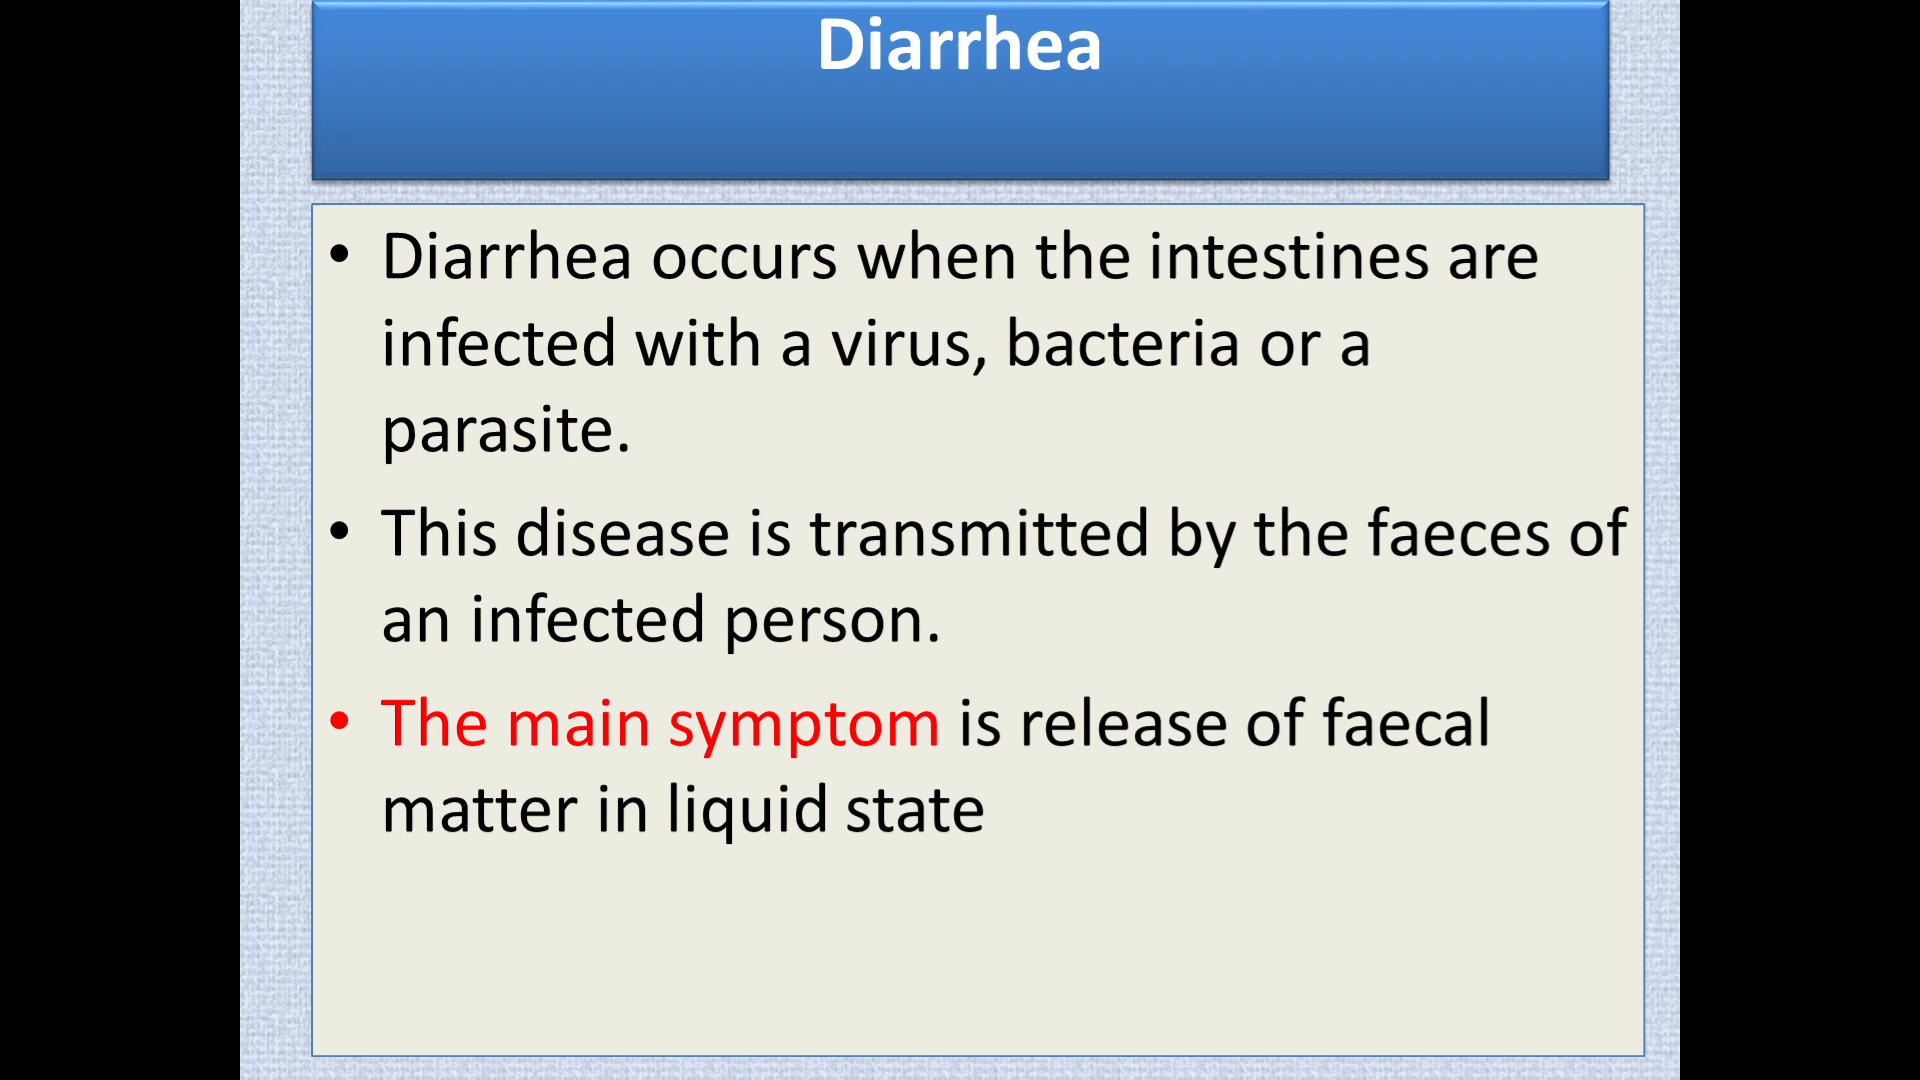 Diarrhea
• Diarrhea occurs when the intestines are
infected with a virus, bacteria or a
parasite.
• This disease is transmitted by the faeces of
an infected person.
• The main symptom is release of faecal
matter in liquid state